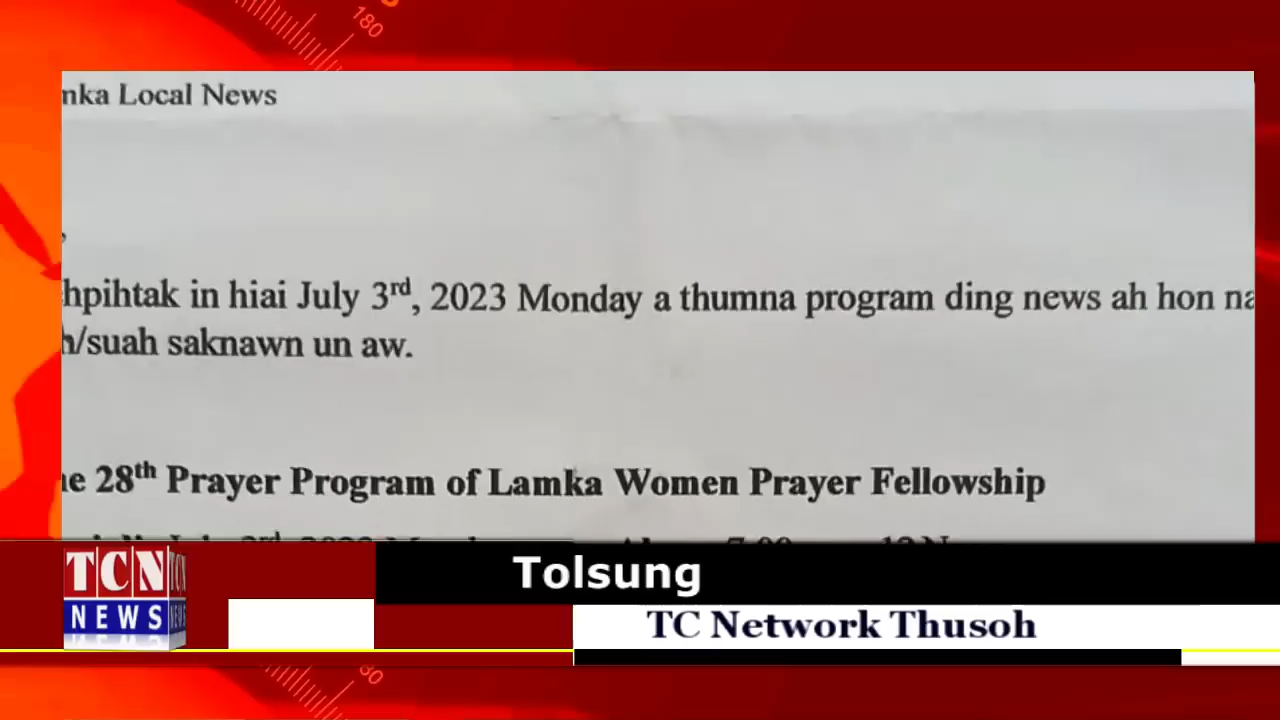 180
nka Local News
,
hpihtak in hiai July 3rd, 2023 Monday a thumna program ding news ah hon na
h/suah saknawn un aw.
ne 28th Prayer Program of Lamka Women Prayer Fellowship
TCN
NEWS
Tolsung
TC Network Thusoh
80